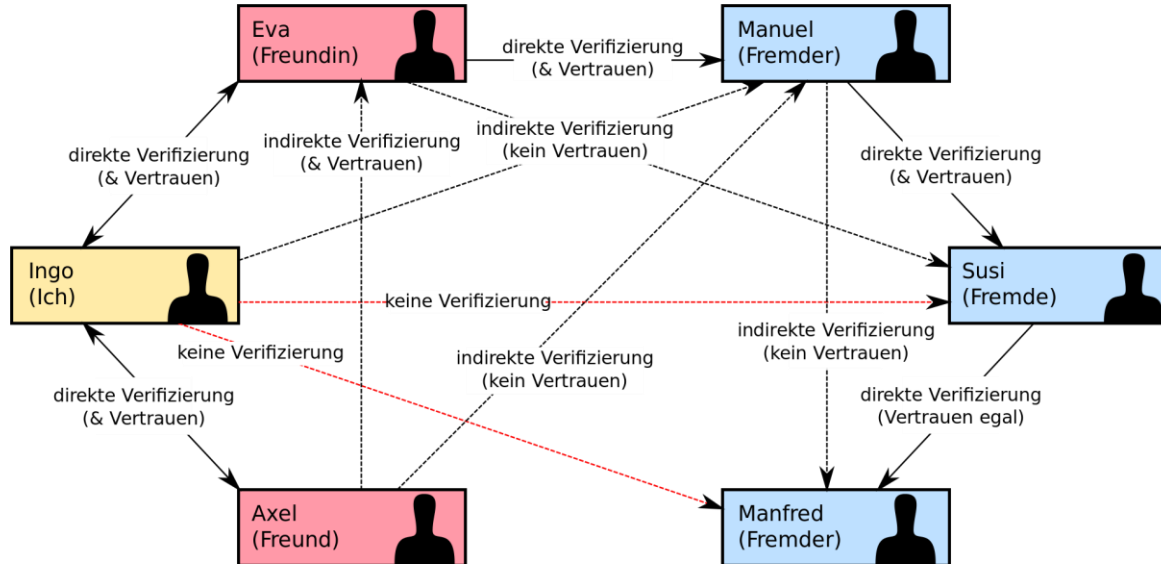 Eva
(Freundin)
direkte Verifizierung
(& Vertrauen)
Manuel
(Fremder)
direkte Verifizierung
(& Vertrauen)
indirekte Verifizierung
(& Vertrauen)
indirekte Verifizierung
(kein Vertrauen)
direkte Verifizierung
(& Vertrauen)
Ingo
(Ich)
keine Verifizierung
Susi
(Fremde)
keine Verifizierung
indirekte Verifizierung
(kein Vertrauen)
indirekte Verifizierung
(kein Vertrauen)
direkte Verifizierung
(& Vertrauen)
direkte Verifizierung
(Vertrauen egal)
Axel
(Freund)
Manfred
(Fremder)